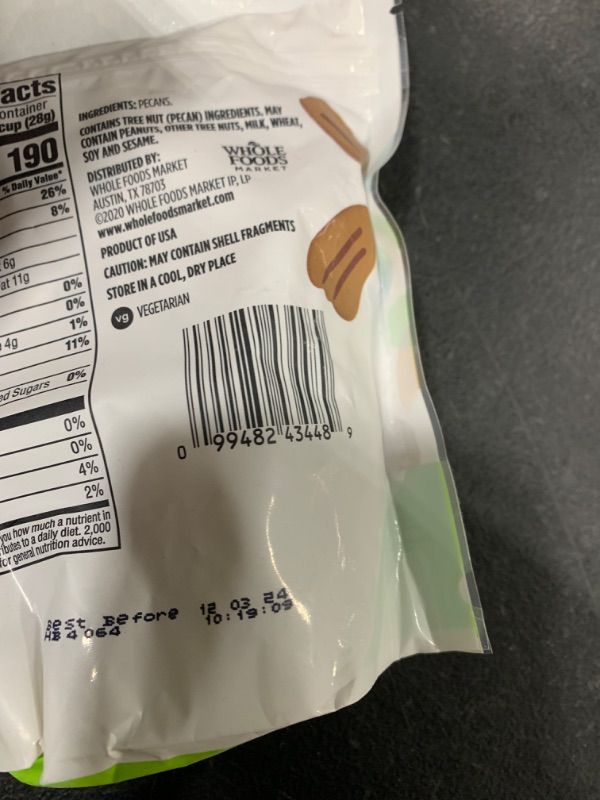 acts
ontainer
cup (28g)
190
% Daily Value*
26%
8%
6g
at 11g
0%
0%
1%
4g
11%
ed Sugars 0%
0%
0%
4%
2%
you how much a nutrient in
ributes to a daily diet. 2,000
for general nutrition advice.
INGREDIENTS: PECANS.
CONTAINS TREE NUT (PECAN) INGREDIENTS. MAY
CONTAIN PEANUTS, OTHER TREE NUTS, MILK, WHEAT,
SOY AND SESAME.
DISTRIBUTED BY:
WHOLE FOODS MARKET
AUSTIN, TX 78703
©2020 WHOLE FOODS MARKET IP, LP
www.wholefoodsmarket.com
WHOLE
FOODS
MARKET
PRODUCT OF USA
CAUTION: MAY CONTAIN SHELL FRAGMENTS
STORE IN A COOL, DRY PLACE
vg VEGETARIAN
0 99482 43448 9
Best Before 12 03 24
HB 4 064 10:19:09